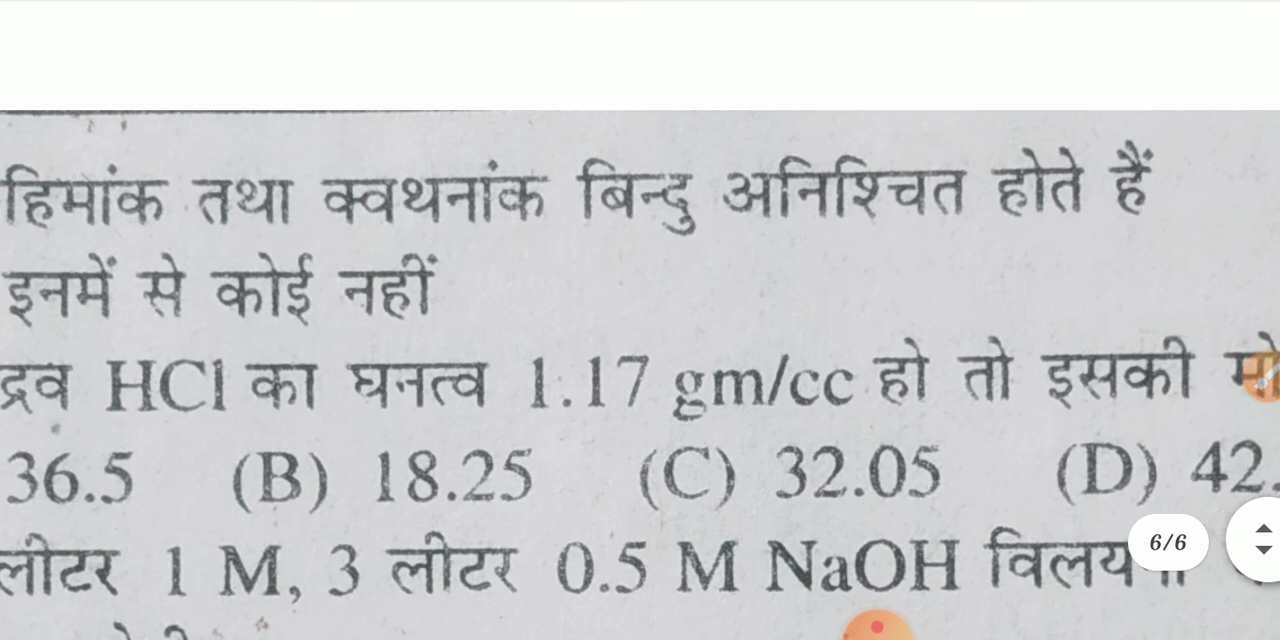 हिमांक तथा क्वथनांक बिन्दु अनिश्चित होते हैं
इनमें से कोई नहीं
द्रव HCl का घनत्व 1.17 gm/cc हो तो इसकी
36.5 (B) 18.25 (C) 32.05 (D) 42.
लीटर 1 M, 3 लीटर 0.5 M NaOH
6/6